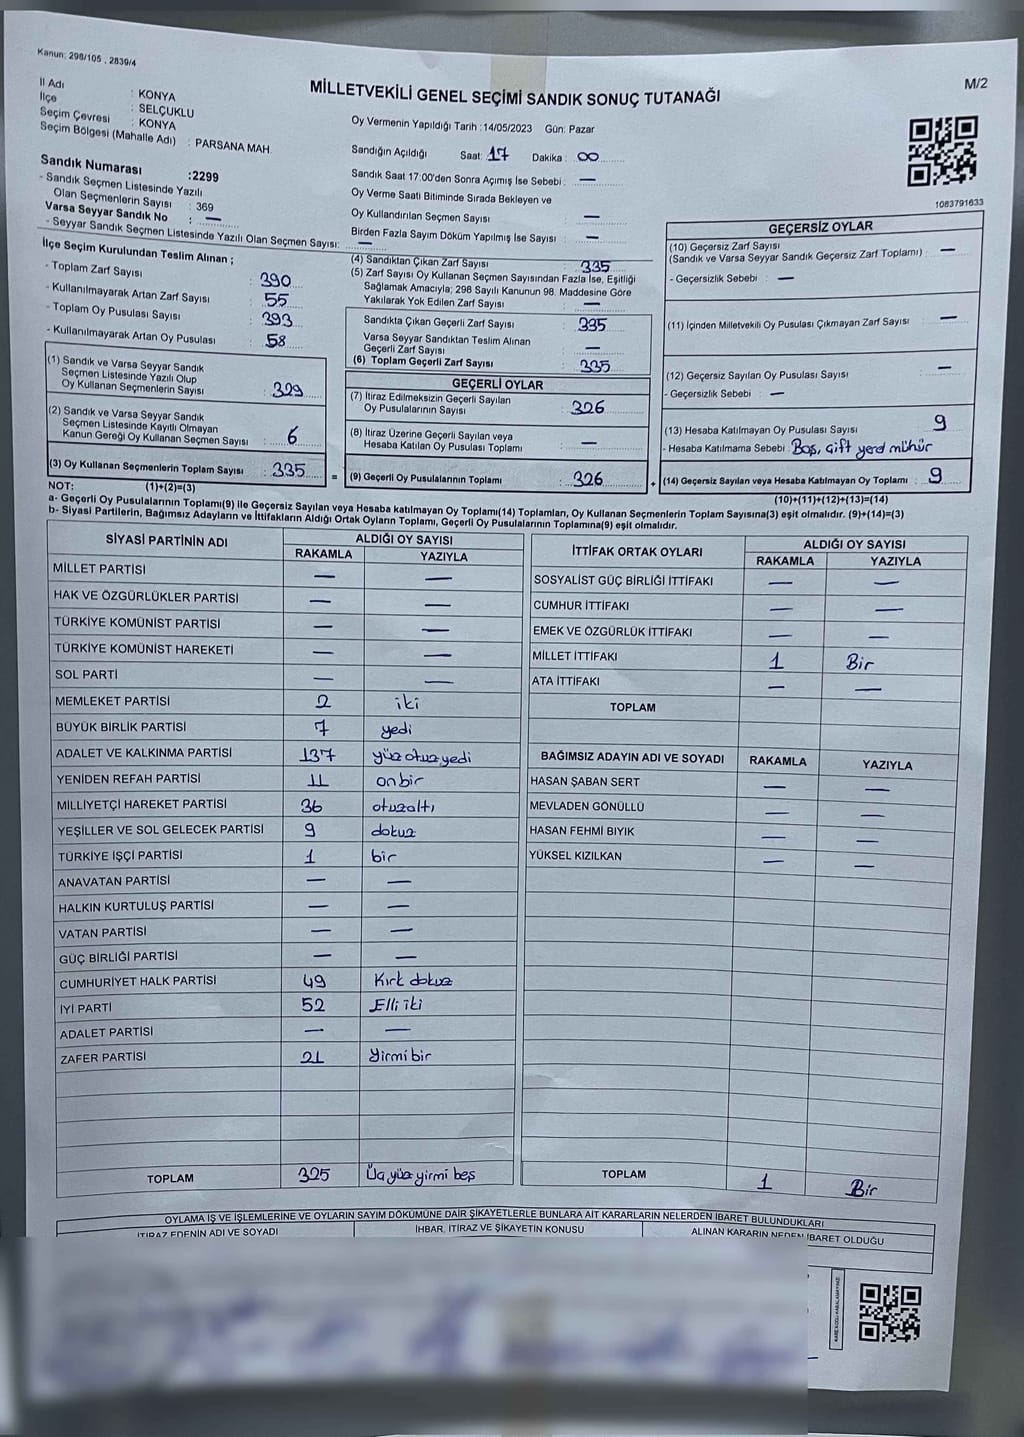 Kanun: 298/105 , 2839/4
M/2
MİLLETVEKİLİ GENEL SEÇİMİ SANDIK SONUÇ TUTANAĞI
İl Adı : KONYA
İlçe : SELÇUKLU
Seçim Çevresi : KONYA
Seçim Bölgesi (Mahalle Adı) : PARSANA MAH.
Sandık Numarası :2299
- Sandık Seçmen Listesinde Yazılı
Olan Seçmenlerin Sayısı : 369
Varsa Seyyar Sandık No : —
- Seyyar Sandık Seçmen Listesinde Yazılı Olan Seçmen Sayısı: —
Oy Vermenin Yapıldığı Tarih :14/05/2023 Gün: Pazar
Sandığın Açıldığı Saat: 17 Dakika : 00
Sandık Saat 17:00'den Sonra Açımış İse Sebebi : —
Oy Verme Saati Bitiminde Sırada Bekleyen ve
Oy Kullandırılan Seçmen Sayısı —
Birden Fazla Sayım Döküm Yapılmış İse Sayısı : —
1083791633
İlçe Seçim Kurulundan Teslim Alınan ;
- Toplam Zarf Sayısı : 390
- Kullanılmayarak Artan Zarf Sayısı : 55
- Toplam Oy Pusulası Sayısı : 393
- Kullanılmayarak Artan Oy Pusulası : 58
(1) Sandık ve Varsa Seyyar Sandık
Seçmen Listesinde Yazılı Olup
Oy Kullanan Seçmenlerin Sayısı : 329
(2) Sandık ve Varsa Seyyar Sandık
Seçmen Listesinde Kayıtlı Olmayan
Kanun Gereği Oy Kullanan Seçmen Sayısı : 6
(3) Oy Kullanan Seçmenlerin Toplam Sayısı : 335
(1)+(2)=(3)
(4) Sandıktan Çıkan Zarf Sayısı : 335
(5) Zarf Sayısı Oy Kullanan Seçmen Sayısından Fazla İse, Eşitliği
Sağlamak Amacıyla; 298 Sayılı Kanunun 98. Maddesine Göre
Yakılarak Yok Edilen Zarf Sayısı : —
Sandıkta Çıkan Geçerli Zarf Sayısı : 335
Varsa Seyyar Sandıktan Teslim Alınan
Geçerli Zarf Sayısı : —
(6) Toplam Geçerli Zarf Sayısı : 335
GEÇERLİ OYLAR
(7) İtiraz Edilmeksizin Geçerli Sayılan
Oy Pusulalarının Sayısı : 326
(8) İtiraz Üzerine Geçerli Sayılan veya
Hesaba Katılan Oy Pusulası Toplamı : —
= (9) Geçerli Oy Pusulalarının Toplamı : 326
GEÇERSİZ OYLAR
(10) Geçersiz Zarf Sayısı
(Sandık ve Varsa Seyyar Sandık Geçersiz Zarf Toplamı) : —
- Geçersizlik Sebebi : —
(11) İçinden Milletvekili Oy Pusulası Çıkmayan Zarf Sayısı : —
(12) Geçersiz Sayılan Oy Pusulası Sayısı : —
- Geçersizlik Sebebi : —
(13) Hesaba Katılmayan Oy Pusulası Sayısı : 9
- Hesaba Katılmama Sebebi : Boş, çift yerd mühür
+ (14) Geçersiz Sayılan veya Hesaba Katılmayan Oy Toplamı : 9
(10)+(11)+(12)+(13)=(14)
NOT:
a- Geçerli Oy Pusulalarının Toplamı(9) ile Geçersiz Sayılan veya Hesaba katılmayan Oy Toplamı(14) Toplamları, Oy Kullanan Seçmenlerin Toplam Sayısına(3) eşit olmalıdır. (9)+(14)=(3)
b- Siyasi Partilerin, Bağımsız Adayların ve İttifakların Aldığı Ortak Oyların Toplamı, Geçerli Oy Pusulalarının Toplamına(9) eşit olmalıdır.
SİYASİ PARTİNİN ADI ALDIĞI OY SAYISI
RAKAMLA YAZIYLA
MİLLET PARTİSİ — —
HAK VE ÖZGÜRLÜKLER PARTİSİ — —
TÜRKİYE KOMÜNİST PARTİSİ — —
TÜRKİYE KOMÜNİST HAREKETİ — —
SOL PARTİ — —
MEMLEKET PARTİSİ 2 iki
BÜYÜK BİRLİK PARTİSİ 7 yedi
ADALET VE KALKINMA PARTİSİ 137 yüz otuz yedi
YENİDEN REFAH PARTİSİ 11 on bir
MİLLİYETÇİ HAREKET PARTİSİ 36 otuzaltı
YEŞİLLER VE SOL GELECEK PARTİSİ 9 dokuz
TÜRKİYE İŞÇİ PARTİSİ 1 bir
ANAVATAN PARTİSİ — —
HALKIN KURTULUŞ PARTİSİ — —
VATAN PARTİSİ — —
GÜÇ BİRLİĞİ PARTİSİ — —
CUMHURİYET HALK PARTİSİ 49 Kırk dokuz
İYİ PARTİ 52 Elli iki
ADALET PARTİSİ — —
ZAFER PARTİSİ 21 Yirmi bir
TOPLAM 325 Üç yüz yirmi beş
İTTİFAK ORTAK OYLARI ALDIĞI OY SAYISI
RAKAMLA YAZIYLA
SOSYALİST GÜÇ BİRLİĞİ İTTİFAKI — —
CUMHUR İTTİFAKI — —
EMEK VE ÖZGÜRLÜK İTTİFAKI — —
MİLLET İTTİFAKI 1 Bir
ATA İTTİFAKI — —
TOPLAM
BAĞIMSIZ ADAYIN ADI VE SOYADI RAKAMLA YAZIYLA
HASAN ŞABAN SERT — —
MEVLADEN GÖNÜLLÜ — —
HASAN FEHMİ BIYIK — —
YÜKSEL KIZILKAN — —
TOPLAM 1 Bir
OYLAMA İŞ VE İŞLEMLERİNE VE OYLARIN SAYIM DÖKÜMÜNE DAİR ŞİKAYETLERLE BUNLARA AİT KARARLARIN NELERDEN İBARET BULUNDUKLARI
İTİRAZ EDENİN ADI VE SOYADI İHBAR, İTİRAZ VE ŞİKAYETİN KONUSU ALINAN KARARIN NEDEN İBARET OLDUĞU